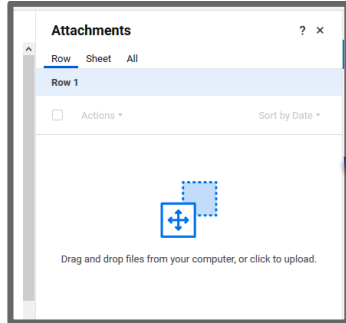 Attachments ? ×
Row Sheet All
Row 1
Actions Sort by Date
Drag and drop files from your computer, or click to upload.